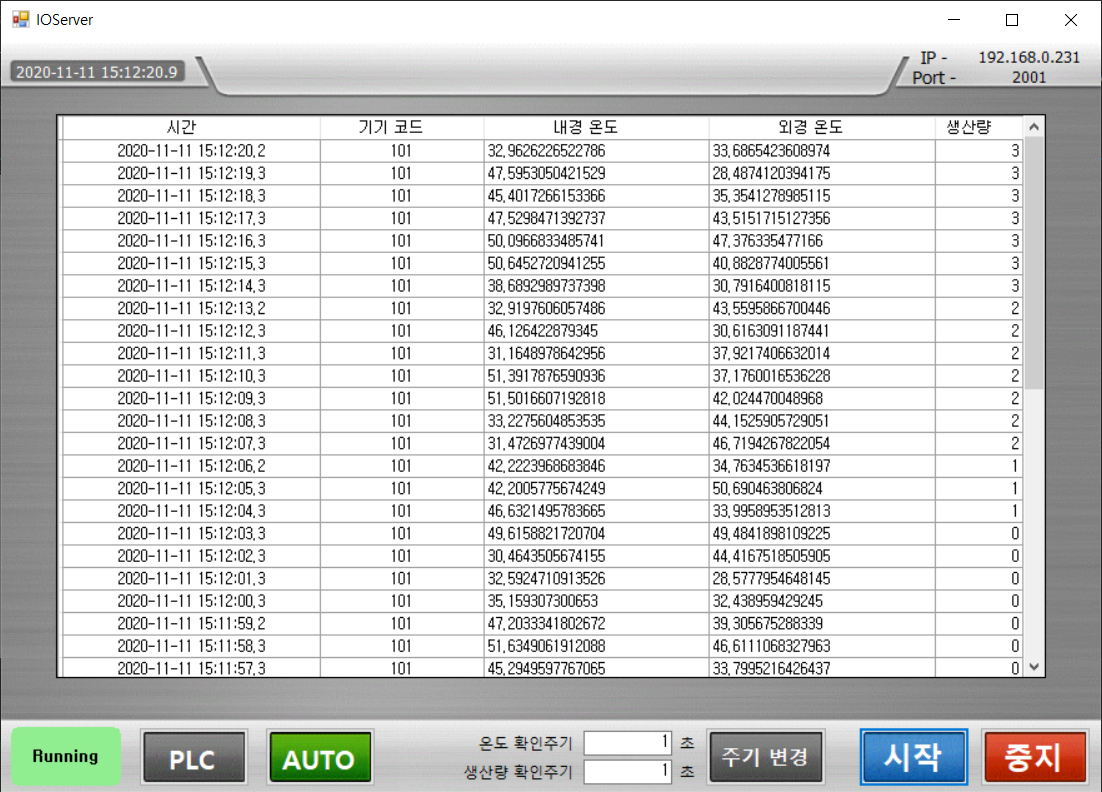 IOServer
2020-11-11 15:12:20.9
IP - 192.168.0.231
Port - 2001
시간 기기 코드 내경 온도 외경 온도 생산량
2020-11-11 15:12:20,2 101 32,9626226522786 33,6865423608974 3
2020-11-11 15:12:19,3 101 47,5953050421529 28,4874120394175 3
2020-11-11 15:12:18,3 101 45,4017266153366 35,3541278985115 3
2020-11-11 15:12:17,3 101 47,5298471392737 43,5151715127356 3
2020-11-11 15:12:16,3 101 50,0966833485741 47,376335477166 3
2020-11-11 15:12:15,3 101 50,6452720941255 40,8828774005561 3
2020-11-11 15:12:14,3 101 38,6892989737398 30,7916400818115 3
2020-11-11 15:12:13,2 101 32,9197606057486 43,5595866700446 2
2020-11-11 15:12:12,3 101 46,126422879345 30,6163091187441 2
2020-11-11 15:12:11,3 101 31,1648978642956 37,9217406632014 2
2020-11-11 15:12:10,3 101 51,3917876590936 37,1760016536228 2
2020-11-11 15:12:09,3 101 51,5016607192818 42,024470048968 2
2020-11-11 15:12:08,3 101 33,2275604853535 44,1525905729051 2
2020-11-11 15:12:07,3 101 31,4726977439004 46,7194267822054 2
2020-11-11 15:12:06,2 101 42,2223968683846 34,7634536618197 1
2020-11-11 15:12:05,3 101 42,2005775674249 50,690463806824 1
2020-11-11 15:12:04,3 101 46,6321495783665 33,9958953512813 1
2020-11-11 15:12:03,3 101 49,6158821720704 49,4841898109225 0
2020-11-11 15:12:02,3 101 30,4643505674155 44,4167518505905 0
2020-11-11 15:12:01,3 101 32,5924710913526 28,5777954648145 0
2020-11-11 15:12:00,3 101 35,159307300653 32,438959429245 0
2020-11-11 15:11:59,2 101 47,2033341802672 39,305675288339 0
2020-11-11 15:11:58,3 101 51,6349061912088 46,6111068327963 0
2020-11-11 15:11:57,3 101 45,2949597767065 33,7995216426437 0
Running PLC AUTO
온도 확인주기 1 초
생산량 확인주기 1 초
주기 변경 시작 중지